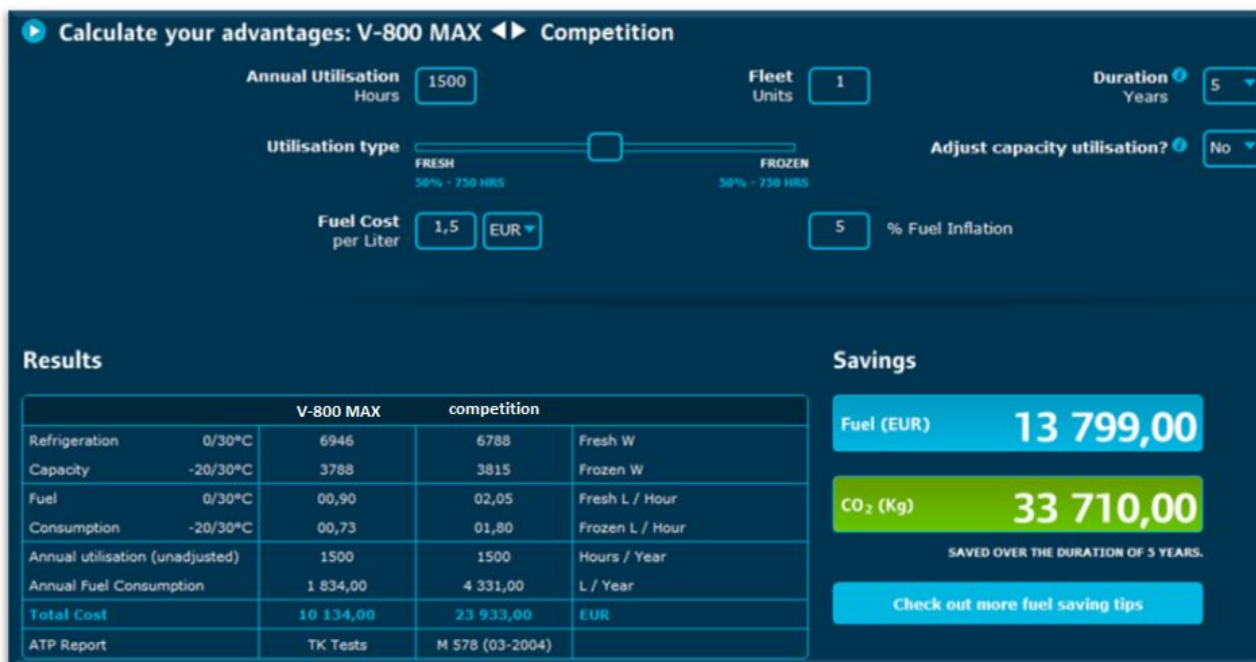 Calculate your advantages: V-800 MAX ◀▶ Competition
Annual Utilisation Hours 1500 Fleet Units 1 Duration Years 5
Utilisation type FRESH 50% - 750 HRS FROZEN 50% - 750 HRS Adjust capacity utilisation? No
Fuel Cost per Liter 1,5 EUR 5 % Fuel Inflation
Results
V-800 MAX competition
Refrigeration 0/30°C 6946 6788 Fresh W
Capacity -20/30°C 3788 3815 Frozen W
Fuel 0/30°C 00,90 02,05 Fresh L / Hour
Consumption -20/30°C 00,73 01,80 Frozen L / Hour
Annual utilisation (unadjusted) 1500 1500 Hours / Year
Annual Fuel Consumption 1 834,00 4 331,00 L / Year
Total Cost 10 134,00 23 933,00 EUR
ATP Report TK Tests M 578 (03-2004)
Savings
Fuel (EUR) 13 799,00
CO₂ (Kg) 33 710,00
SAVED OVER THE DURATION OF 5 YEARS.
Check out more fuel saving tips